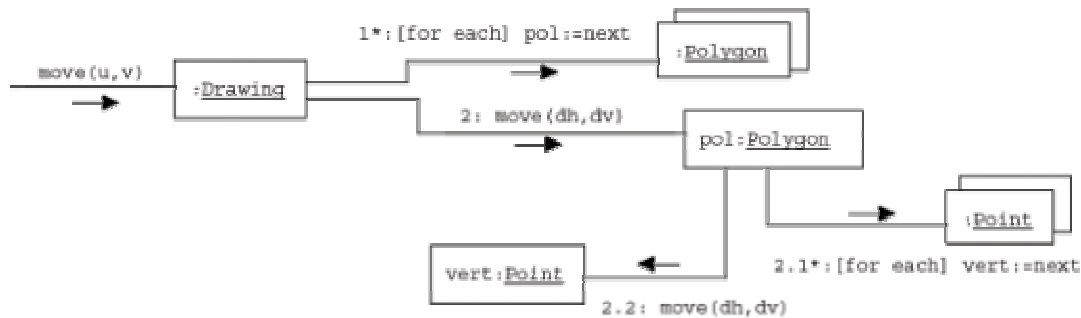 1*:[for each] pol:=next
:Polygon
move(u,v)
:Drawing
2: move(dh,dv)
pol:Polygon
:Point
vert:Point
2.1*:[for each] vert:=next
2.2: move(dh,dv)